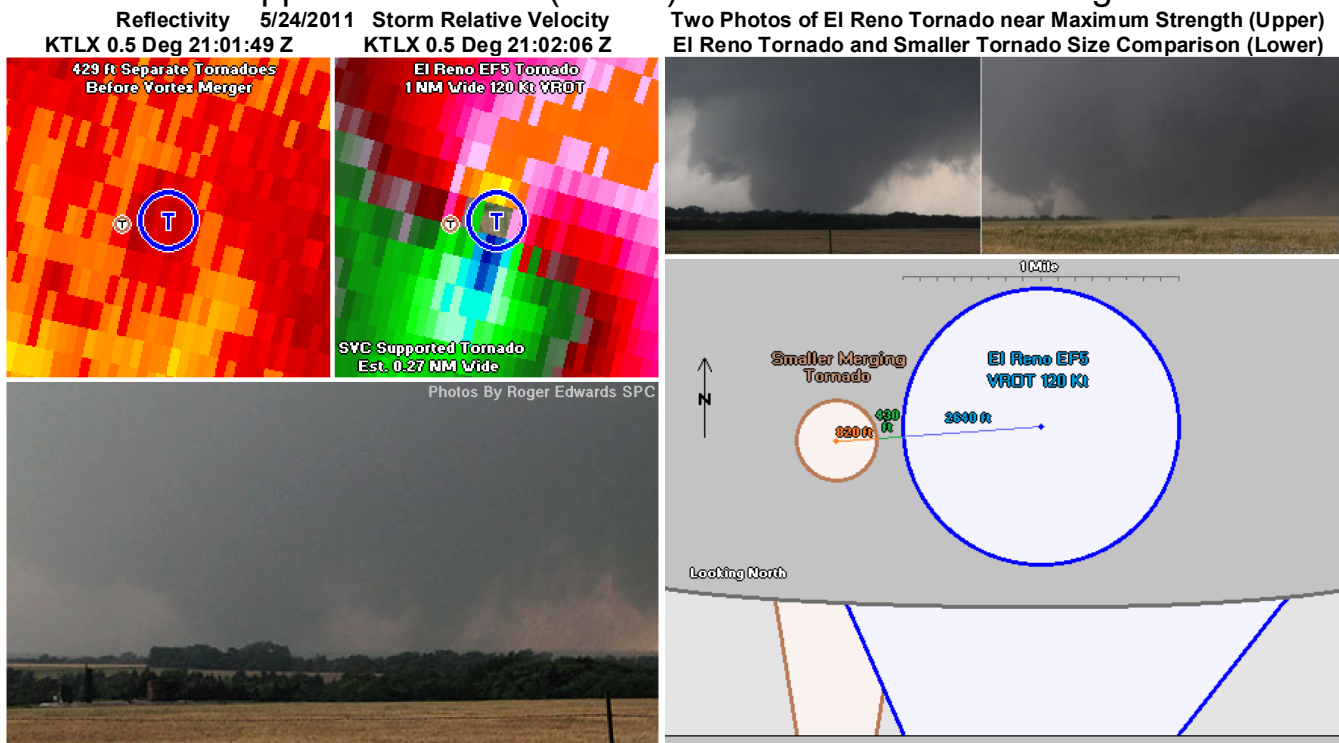 Reflectivity 5/24/2011 Storm Relative Velocity
KTLX 0.5 Deg 21:01:49 Z KTLX 0.5 Deg 21:02:06 Z
Two Photos of El Reno Tornado near Maximum Strength (Upper)
El Reno Tornado and Smaller Tornado Size Comparison (Lower)
429 ft Separate Tornadoes
Before Vortex Merger
T
T
El Reno EF5 Tornado
1 NM Wide 120 Kt VROT
T
T
SVC Supported Tornado
Est. 0.27 NM Wide
Photos By Roger Edwards SPC
1 Mile
Smaller Merging
Tornado
El Reno EF5
VROT 120 Kt
N
820 ft
430
ft
2640 ft
Looking North